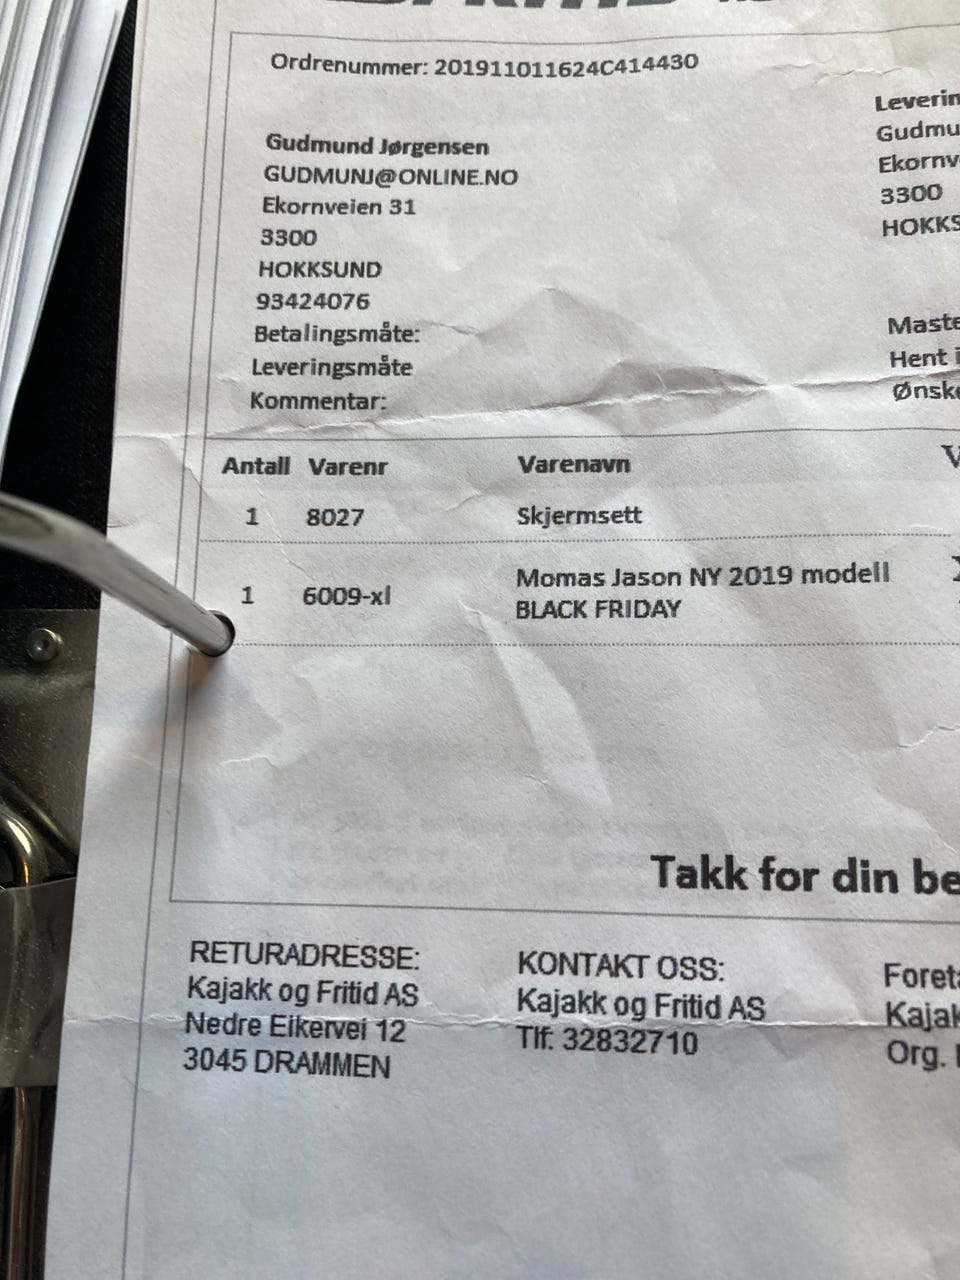 Ordrenummer: 201911011624C414430
Gudmund Jørgensen
GUDMUNJ@ONLINE.NO
Ekornveien 31
3300
HOKKSUND
93424076
Betalingsmåte:
Leveringsmåte
Kommentar:
Leverin
Gudmu
Ekornv
3300
HOKKS
Maste
Hent i
Ønske
Antall Varenr Varenavn V
1 8027 Skjermsett
1 6009-xl Momas Jason NY 2019 modell
BLACK FRIDAY
Takk for din be
RETURADRESSE:
Kajakk og Fritid AS
Nedre Eikervei 12
3045 DRAMMEN
KONTAKT OSS:
Kajakk og Fritid AS
Tlf: 32832710
Foreta
Kajak
Org.